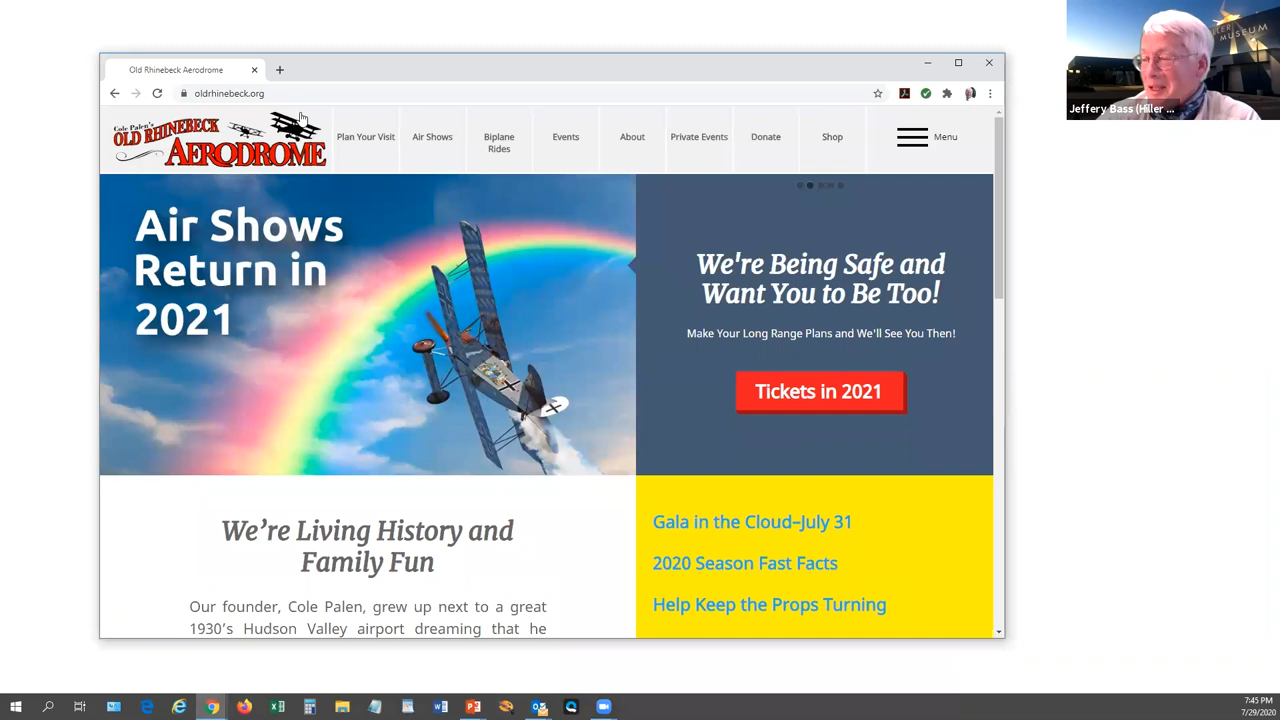 Old Rhinebeck Aerodrome
oldrhinebeck.org
Cole Palen's
OLD RHINEBECK
AERODROME
Plan Your Visit
Air Shows
Biplane
Rides
Events
About
Private Events
Donate
Shop
Menu
Air Shows
Return in
2021
We're Being Safe and
Want You to Be Too!
Make Your Long Range Plans and We'll See You Then!
Tickets in 2021
We’re Living History and
Family Fun
Our founder, Cole Palen, grew up next to a great
1930’s Hudson Valley airport dreaming that he
Gala in the Cloud–July 31
2020 Season Fast Facts
Help Keep the Props Turning
MUSEUM
Jeffery Bass (Hiller ...
7:45 PM
7/29/2020